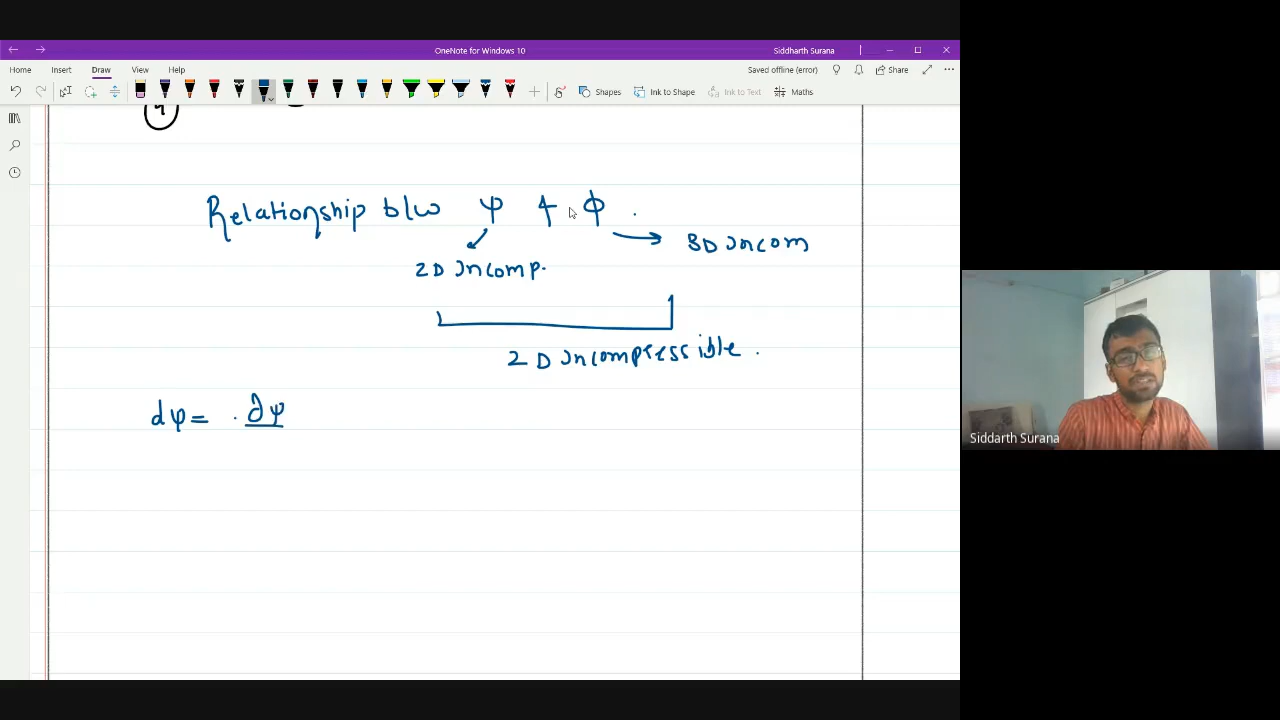 OneNote for Windows 10
Siddharth Surana
Home Insert Draw View Help
Saved offline (error) Share
Shapes Ink to Shape Ink to Text Maths
Relationship b/w ψ & ϕ .
3D Incom
2D Incomp.
2D Incompressible .
dψ = . ∂ψ
Siddarth Surana